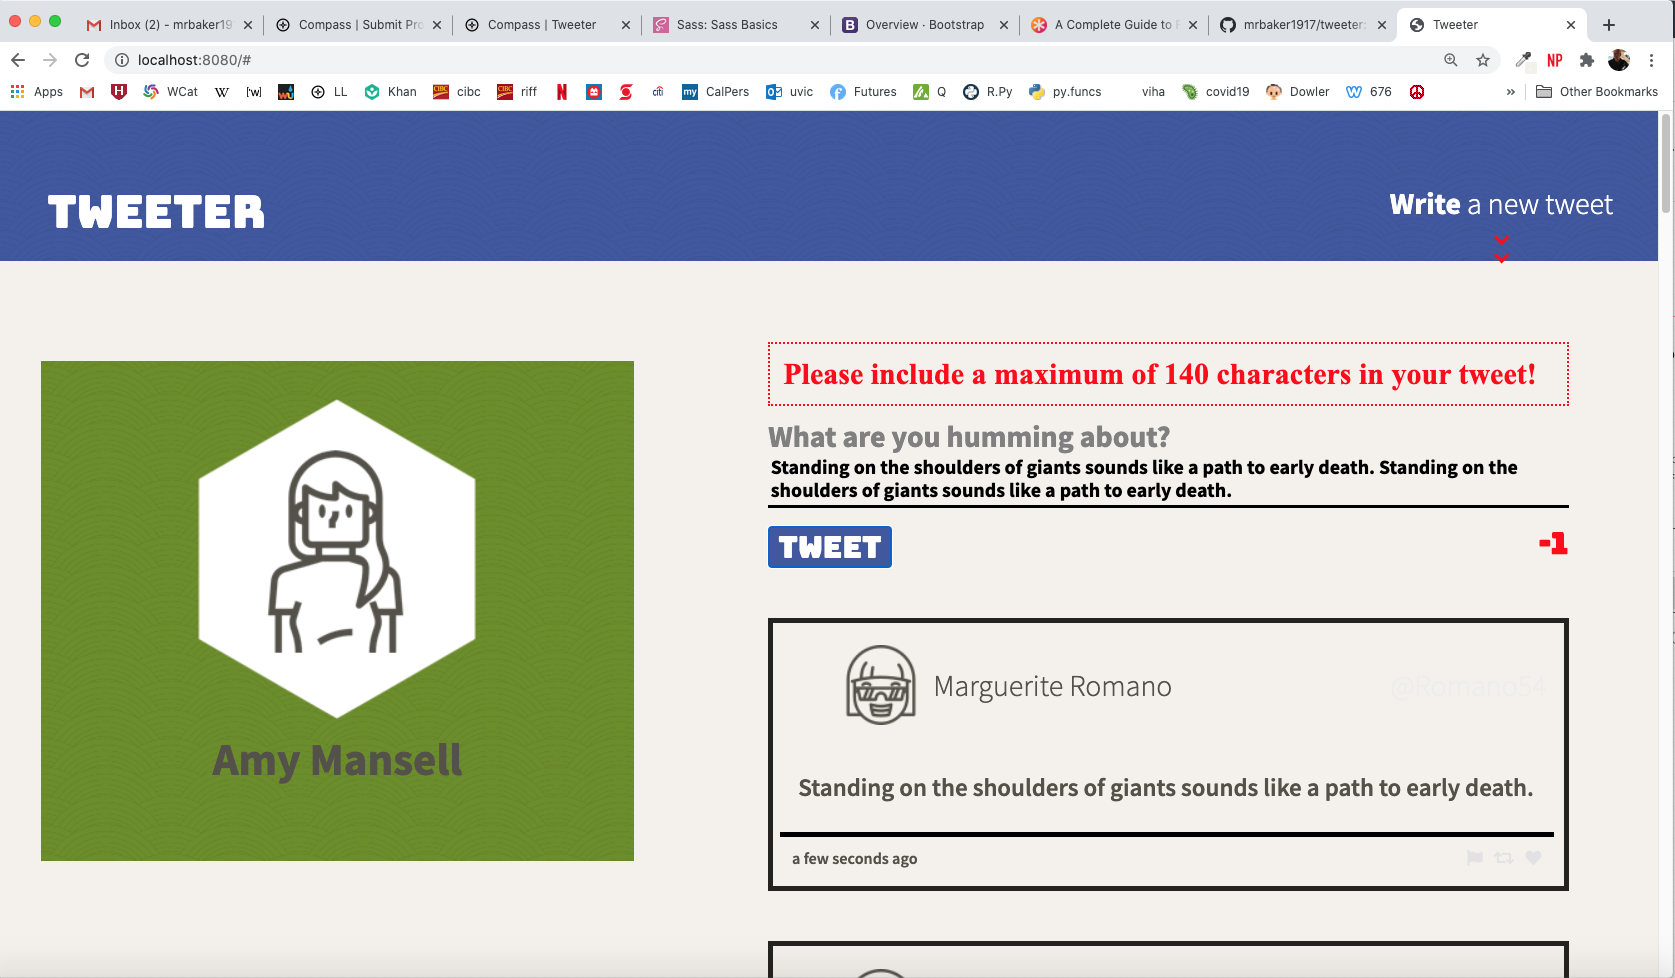 Inbox (2) - mrbaker19
Compass | Submit Pro
Compass | Tweeter
Sass: Sass Basics
Overview · Bootstrap
A Complete Guide to F
mrbaker1917/tweeter:
Tweeter
localhost:8080/#
NP
Apps
WCat
W
[w]
LL
Khan
CIBC cibc
CIBC riff
N
citi
my CalPers
uvic
Futures
Q
R.Py
py.funcs
viha
covid19
Dowler
676
»
Other Bookmarks
TWEETER
Write a new tweet
Please include a maximum of 140 characters in your tweet!
What are you humming about?
Standing on the shoulders of giants sounds like a path to early death. Standing on the
shoulders of giants sounds like a path to early death.
TWEET
-1
Amy Mansell
Marguerite Romano
@Romano54
Standing on the shoulders of giants sounds like a path to early death.
a few seconds ago